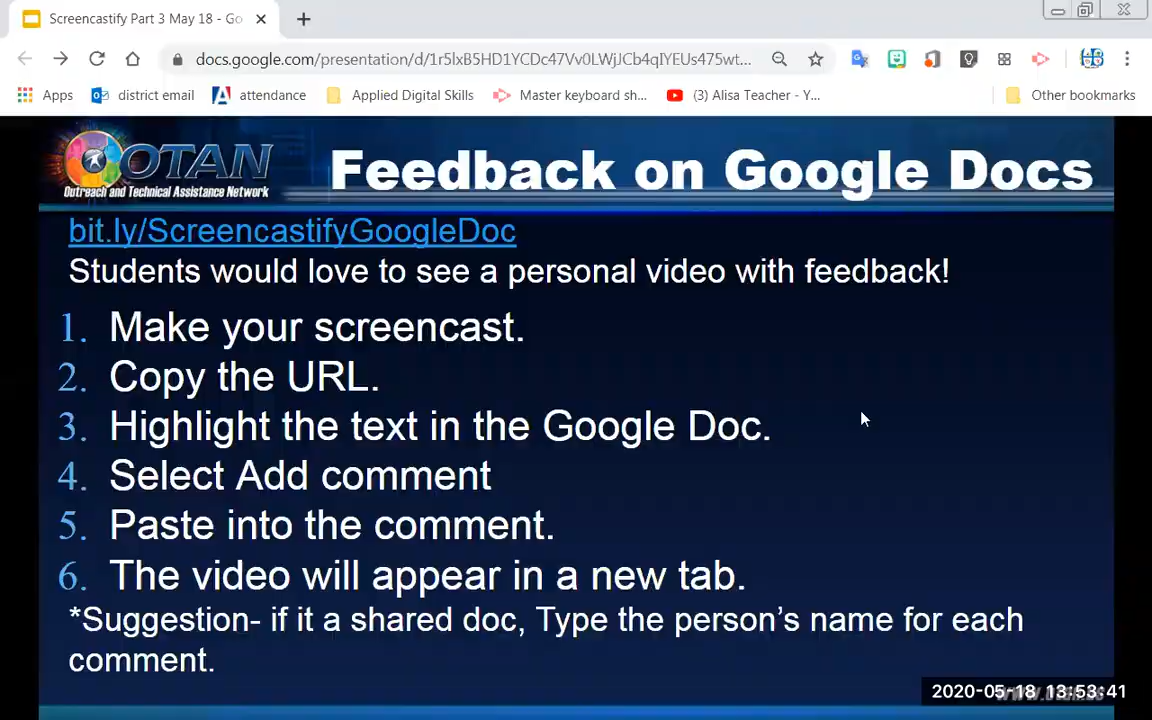 Screencastify Part 3 May 18 - Go
docs.google.com/presentation/d/1r5lxB5HD1YCDc47Vv0LWjJCb4qIYEUs475wt...
Apps district email attendance Applied Digital Skills Master keyboard sh... (3) Alisa Teacher - Y... Other bookmarks
OTAN
Outreach and Technical Assistance Network
Feedback on Google Docs
bit.ly/ScreencastifyGoogleDoc
Students would love to see a personal video with feedback!
1. Make your screencast.
2. Copy the URL.
3. Highlight the text in the Google Doc.
4. Select Add comment
5. Paste into the comment.
6. The video will appear in a new tab.
*Suggestion- if it a shared doc, Type the person’s name for each
comment.
2020-05-18 13:53:41